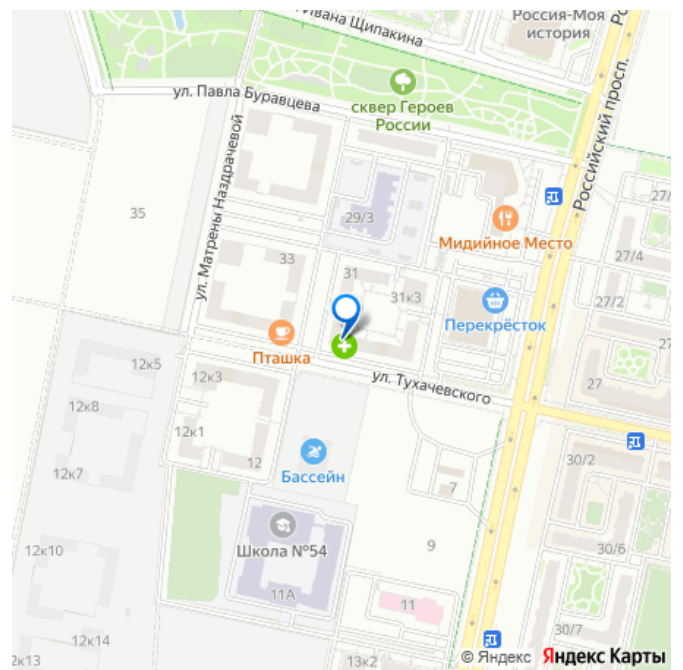 Ивана Щипакина
Россия-Моя
история
ул. Павла Буравцева
сквер Героев
России
Российский просп.
ул. Матрены Наздрачевой
35
29/3
27/4
Мидийное Место
33
31
31к3
27/2
Перекрёсток
Пташка
ул. Тухачевского
12к5
12к3
27
12к8
12к1
12
Бассейн
30/2
12к7
7
Школа №54
9
30/6
12к10
11А
11
12к14
30/7
к13
13к2
© Яндекс Яндекс Карты